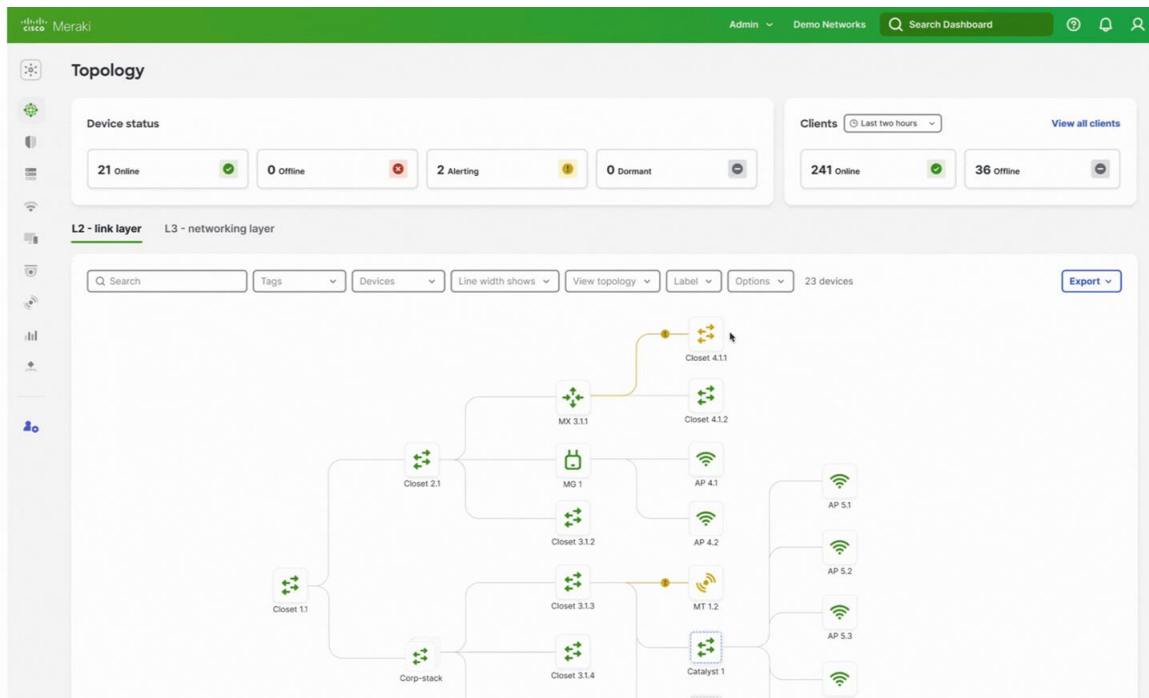 cisco Meraki
Admin Demo Networks Search Dashboard
Topology
Device status
21 Online
0 Offline
2 Alerting
0 Dormant
Clients Last two hours View all clients
241 Online
36 Offline
L2 - link layer L3 - networking layer
Search Tags Devices Line width shows View topology Label Options 23 devices Export
Closet 4.1.1
MX 3.1.1
Closet 4.1.2
Closet 2.1
MG 1
AP 4.1
AP 5.1
Closet 3.1.2
AP 4.2
AP 5.2
Closet 1.1
Closet 3.1.3
MT 1.2
AP 5.3
Corp-stack
Closet 3.1.4
Catalyst 1